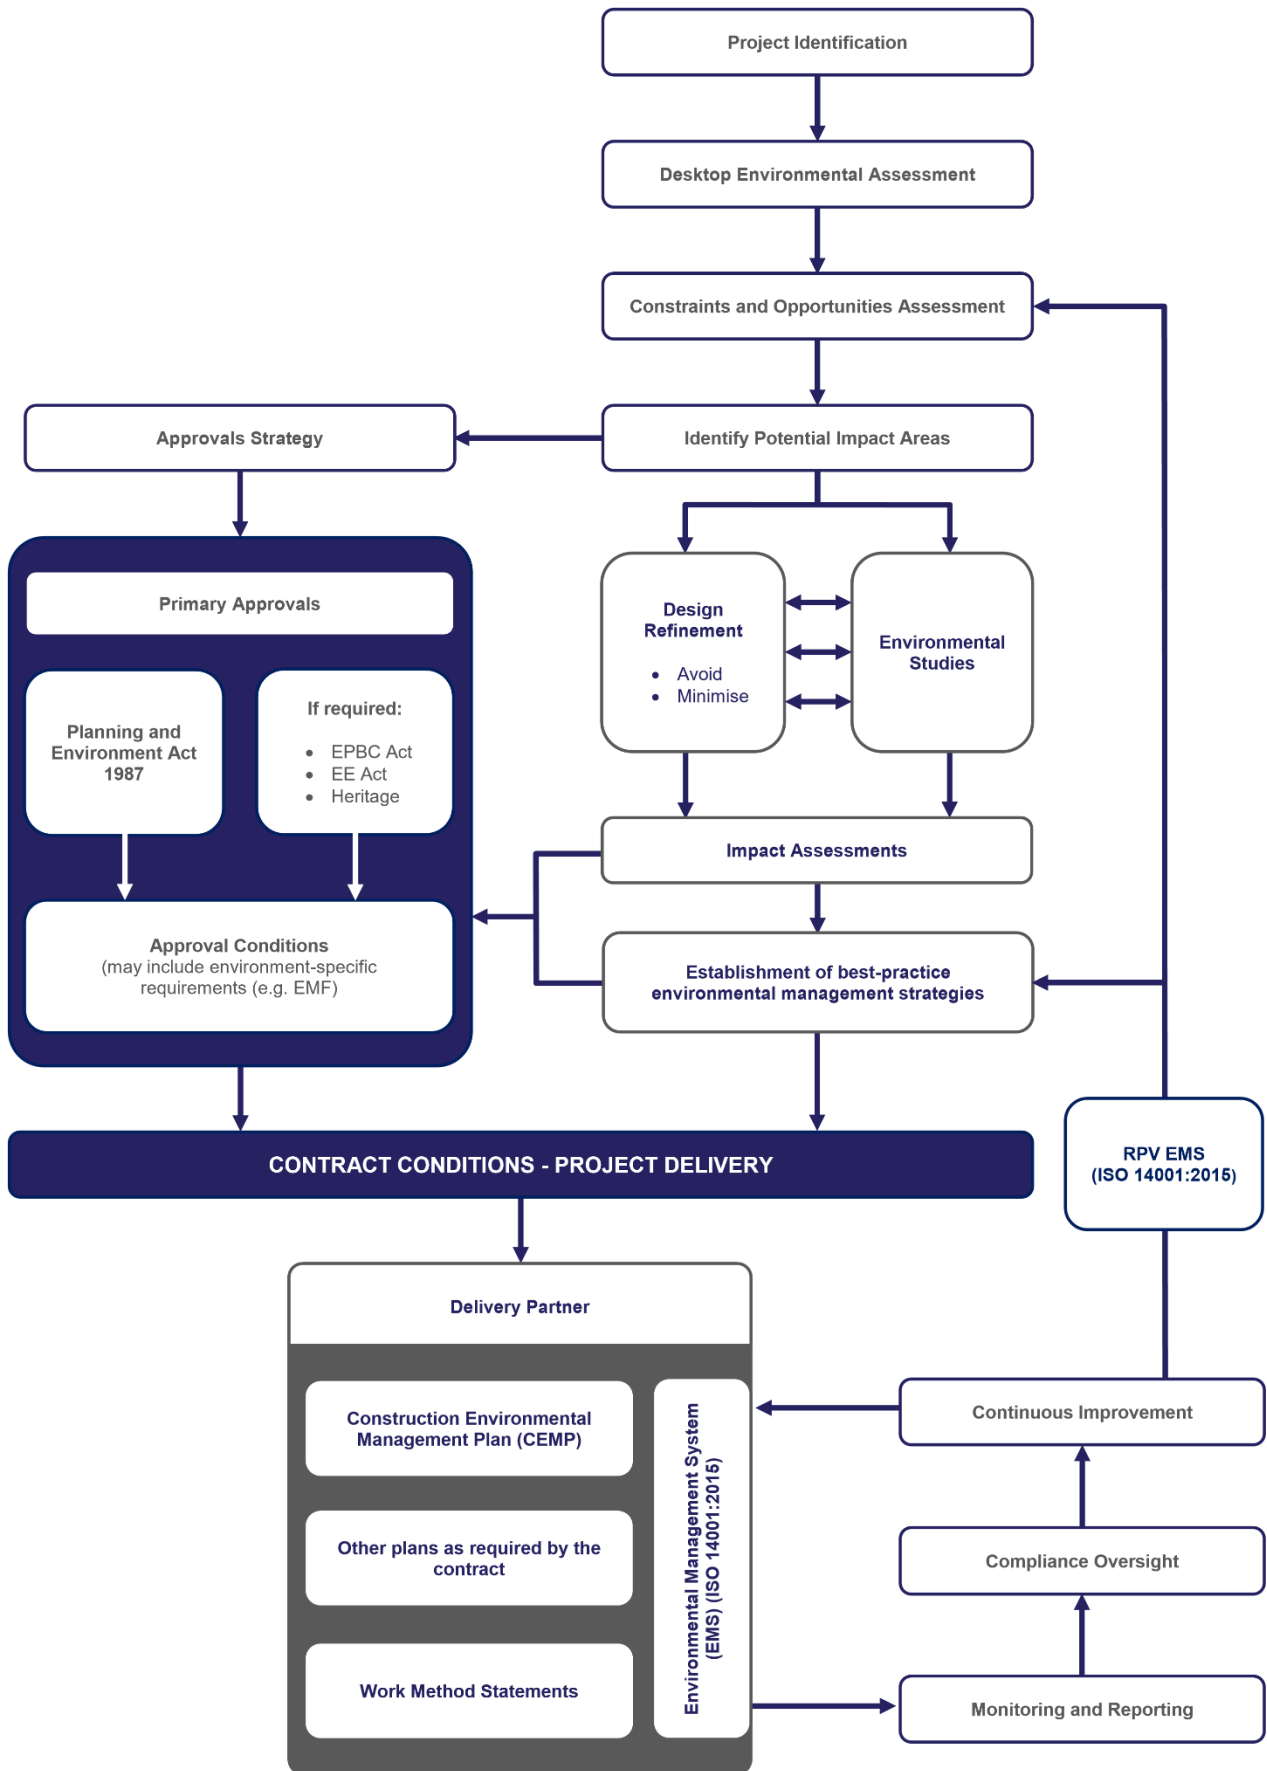 Project Identification
Desktop Environmental Assessment
Constraints and Opportunities Assessment
Approvals Strategy
Identify Potential Impact Areas
Primary Approvals
Planning and
Environment Act
1987
If required:
• EPBC Act
• EE Act
• Heritage
Approval Conditions
(may include environment-specific
requirements (e.g. EMF)
Design
Refinement
• Avoid
• Minimise
Environmental
Studies
Impact Assessments
Establishment of best-practice
environmental management strategies
CONTRACT CONDITIONS - PROJECT DELIVERY
RPV EMS
(ISO 14001:2015)
Delivery Partner
Construction Environmental
Management Plan (CEMP)
Other plans as required by the
contract
Work Method Statements
Environmental Management System
(EMS) (ISO 14001:2015)
Continuous Improvement
Compliance Oversight
Monitoring and Reporting